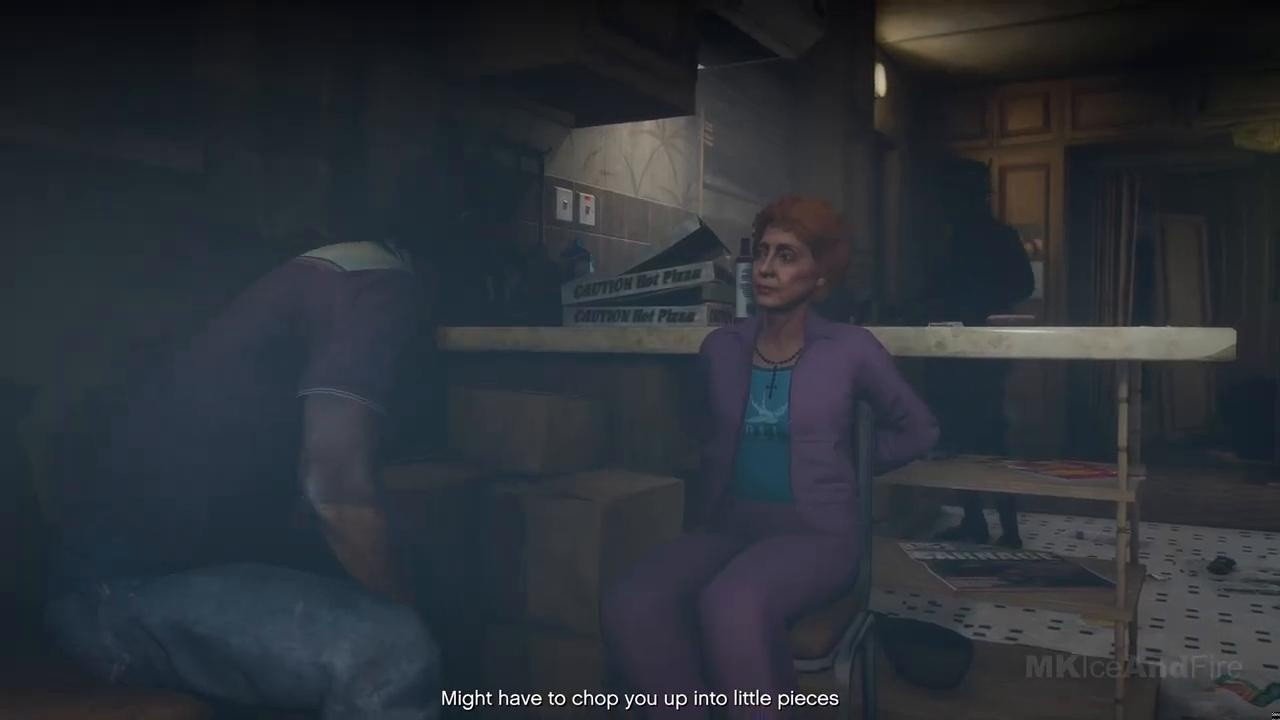 CAUTION Hot Pizza
CAUTION Hot Pizza
MKIceAndFire
Might have to chop you up into little pieces